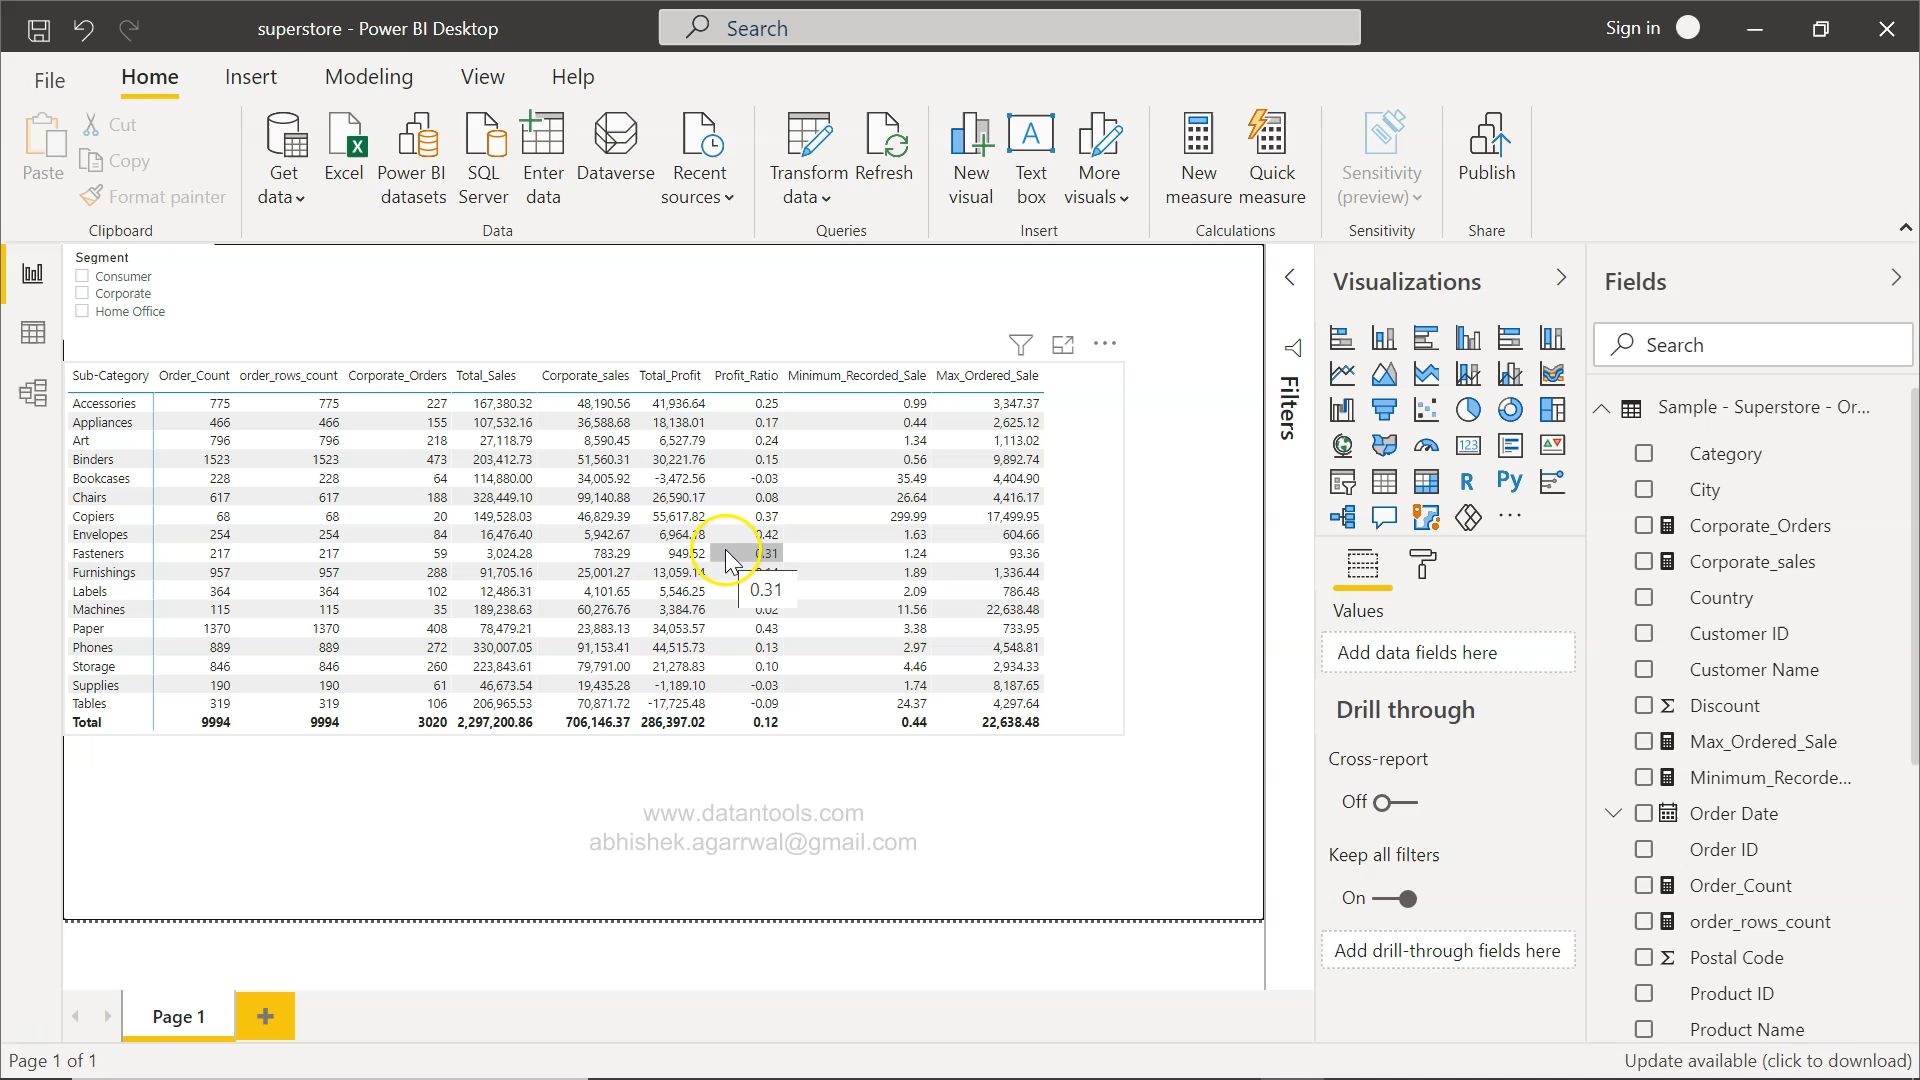 superstore - Power BI Desktop
Search
Sign in
File
Home
Insert
Modeling
View
Help
Paste
Cut
Copy
Format painter
Clipboard
Get data
Excel
Power BI datasets
SQL Server
Enter data
Dataverse
Recent sources
Data
Transform data
Refresh
Queries
New visual
A
Text box
More visuals
Insert
New measure
Quick measure
Calculations
Sensitivity (preview)
Sensitivity
Publish
Share
Segment
Consumer
Corporate
Home Office
Sub-Category Order_Count order_rows_count Corporate_Orders Total_Sales Corporate_sales Total_Profit Profit_Ratio Minimum_Recorded_Sale Max_Ordered_Sale
Accessories 775 775 227 167,380.32 48,190.56 41,936.64 0.25 0.99 3,347.37
Appliances 466 466 155 107,532.16 36,588.68 18,138.01 0.17 0.44 2,625.12
Art 796 796 218 27,118.79 8,590.45 6,527.79 0.24 1.34 1,113.02
Binders 1523 1523 473 203,412.73 51,560.31 30,221.76 0.15 0.56 9,892.74
Bookcases 228 228 64 114,880.00 34,005.92 -3,472.56 -0.03 35.49 4,404.90
Chairs 617 617 188 328,449.10 99,140.88 26,590.17 0.08 26.64 4,416.17
Copiers 68 68 20 149,528.03 46,829.39 55,617.82 0.37 299.99 17,499.95
Envelopes 254 254 84 16,476.40 5,942.67 0.42 1.63 604.66
Fasteners 217 217 59 3,024.28 783.29 949.52 0.31 1.24 93.36
Furnishings 957 957 288 91,705.16 25,001.27 13,059.14 1.89 1,336.44
Labels 364 364 102 12,486.31 4,101.65 5,546.25 2.09 786.48
Machines 115 115 35 189,238.63 60,276.76 3,384.76 0.02 11.56 22,638.48
Paper 1370 1370 408 78,479.21 23,883.13 34,053.57 0.43 3.38 733.95
Phones 889 889 272 330,007.05 91,153.41 44,515.73 0.13 2.97 4,548.81
Storage 846 846 260 223,843.61 79,791.00 21,278.83 0.10 4.46 2,934.33
Supplies 190 190 61 46,673.54 19,435.28 -1,189.10 -0.03 1.74 8,187.65
Tables 319 319 106 206,965.53 70,871.72 -17,725.48 -0.09 24.37 4,297.64
Total 9994 9994 3020 2,297,200.86 706,146.37 286,397.02 0.12 0.44 22,638.48
0.31
www.datantools.com
abhishek.agarrwal@gmail.com
Page 1
Page 1 of 1
Filters
Visualizations
123
R
Py
Values
Add data fields here
Drill through
Cross-report
Off
Keep all filters
On
Add drill-through fields here
Fields
Search
Sample - Superstore - Or...
Category
City
Corporate_Orders
Corporate_sales
Country
Customer ID
Customer Name
Discount
Max_Ordered_Sale
Minimum_Recorde...
Order Date
Order ID
Order_Count
order_rows_count
Postal Code
Product ID
Product Name
Update available (click to download)